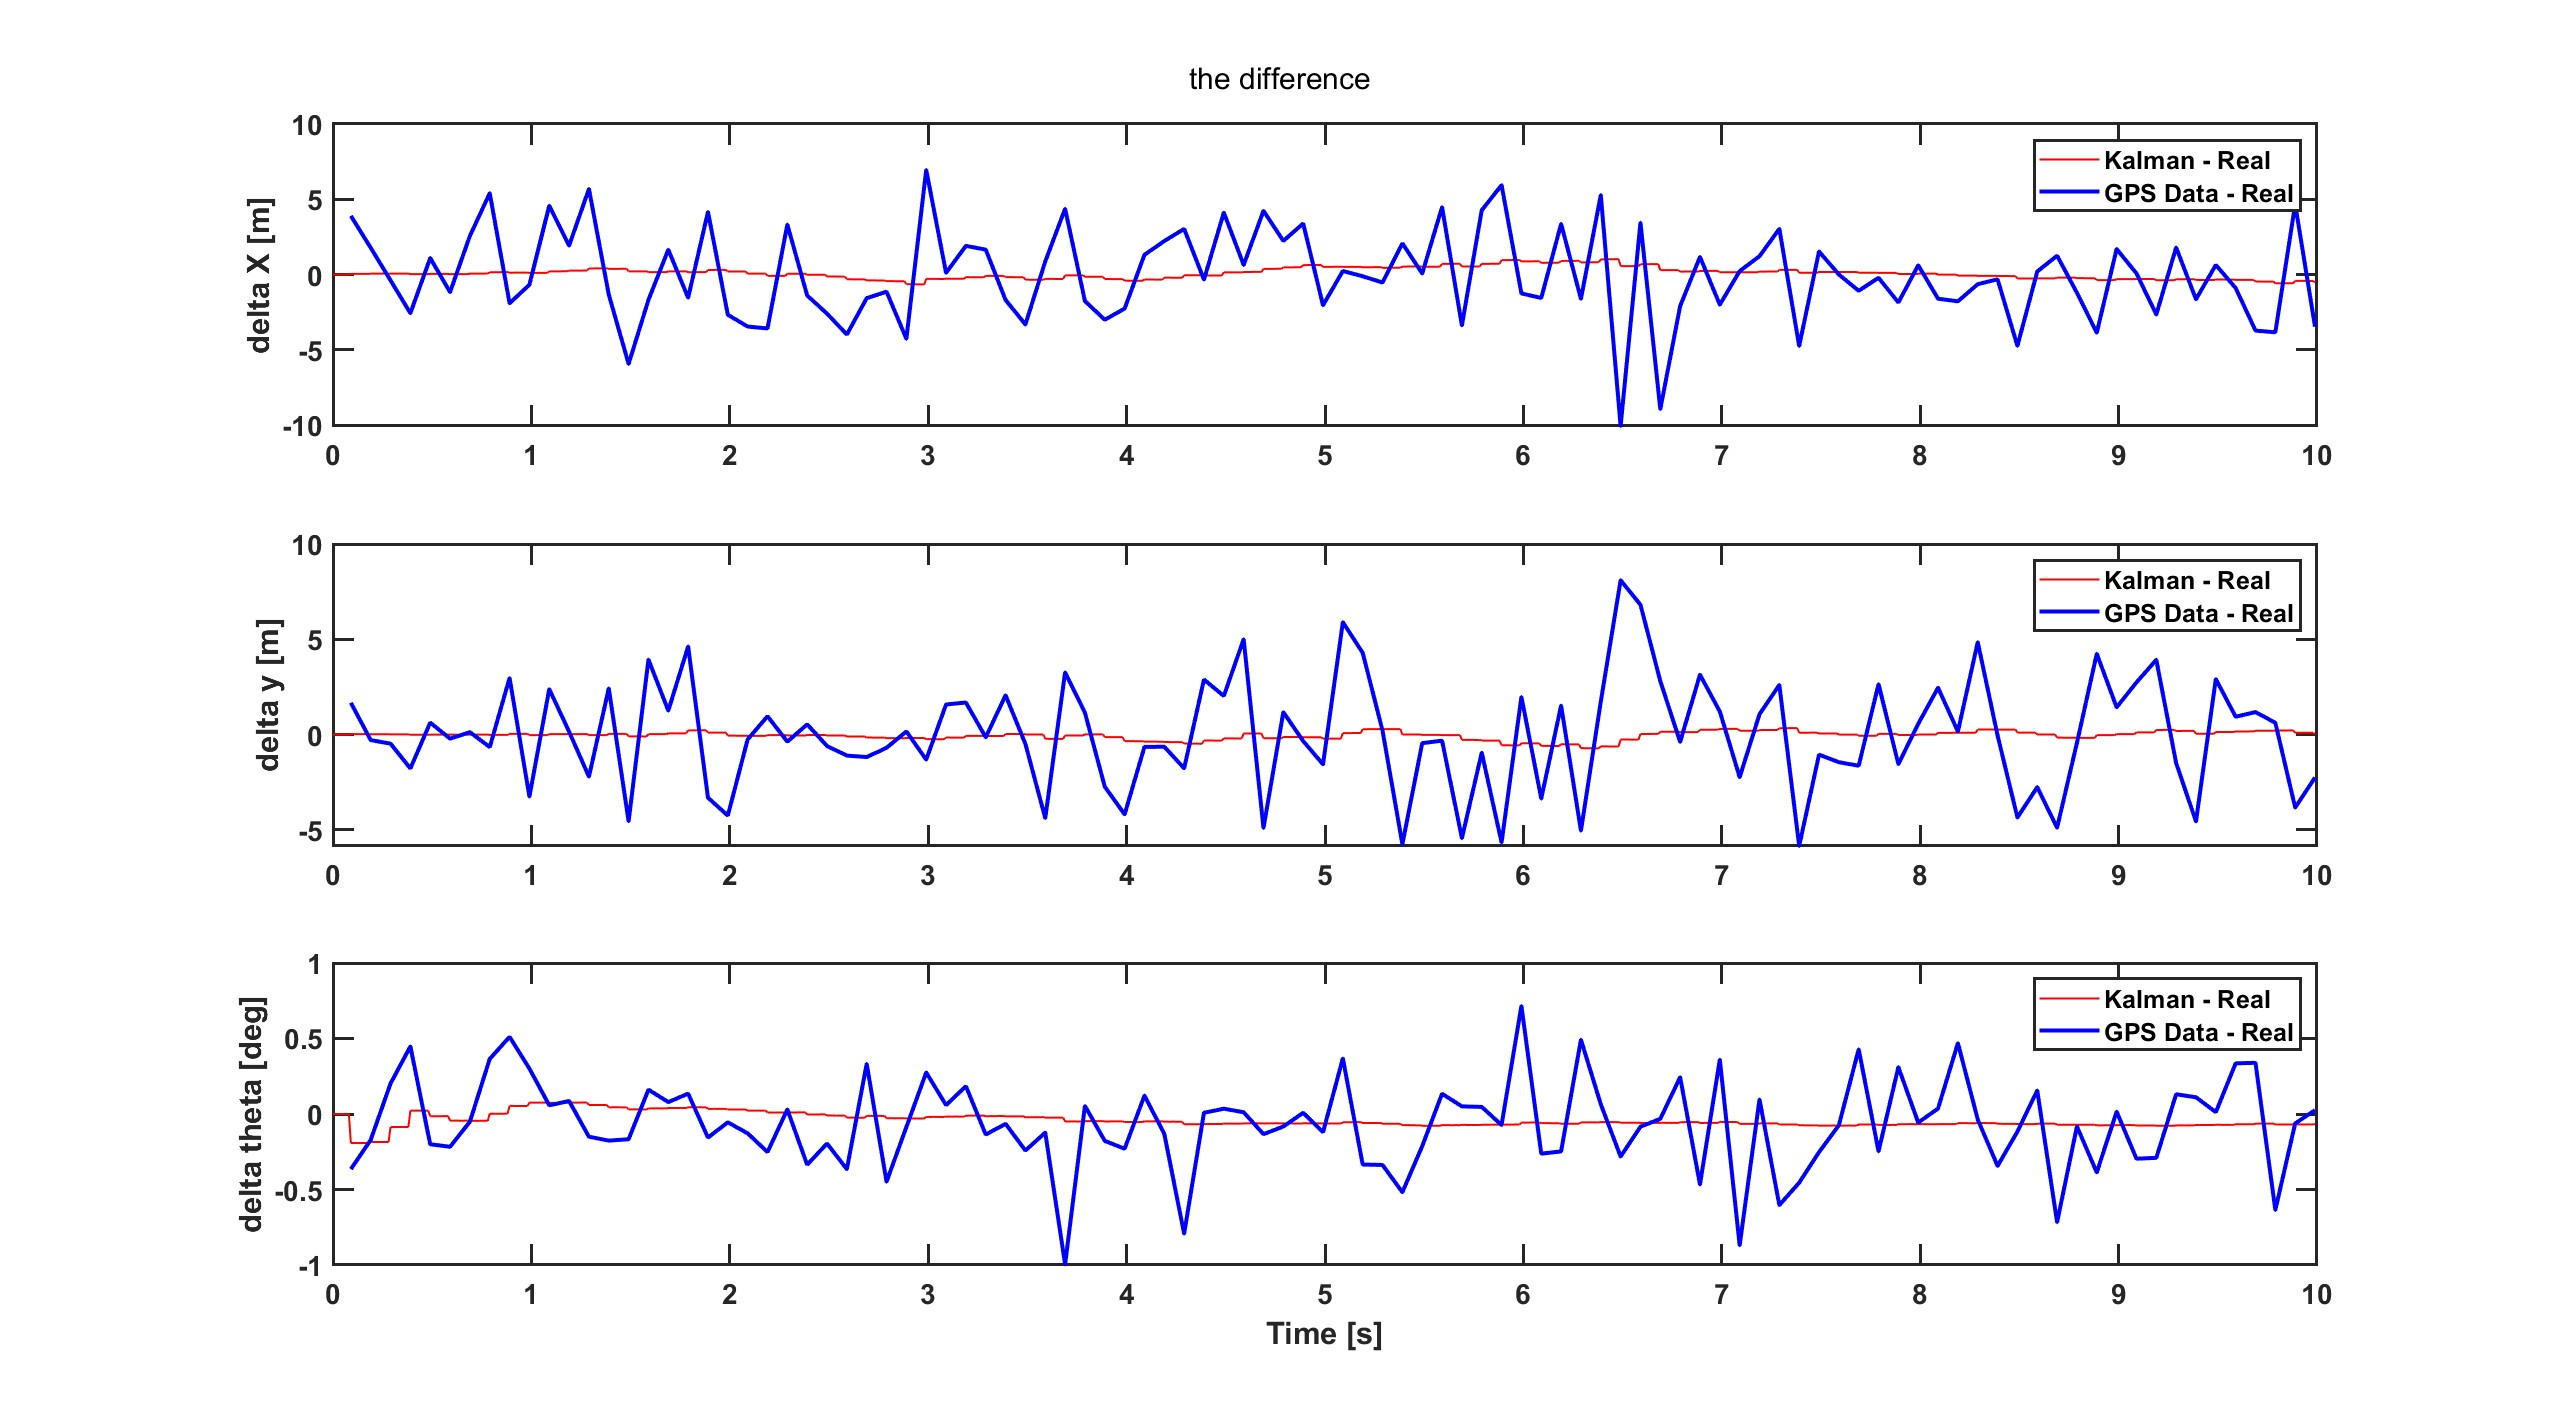 the difference
10
5
0
-5
-10
delta X [m]
Kalman - Real
GPS Data - Real
0 1 2 3 4 5 6 7 8 9 10
10
5
0
-5
delta y [m]
Kalman - Real
GPS Data - Real
0 1 2 3 4 5 6 7 8 9 10
1
0.5
0
-0.5
-1
delta theta [deg]
Kalman - Real
GPS Data - Real
0 1 2 3 4 5 6 7 8 9 10
Time [s]